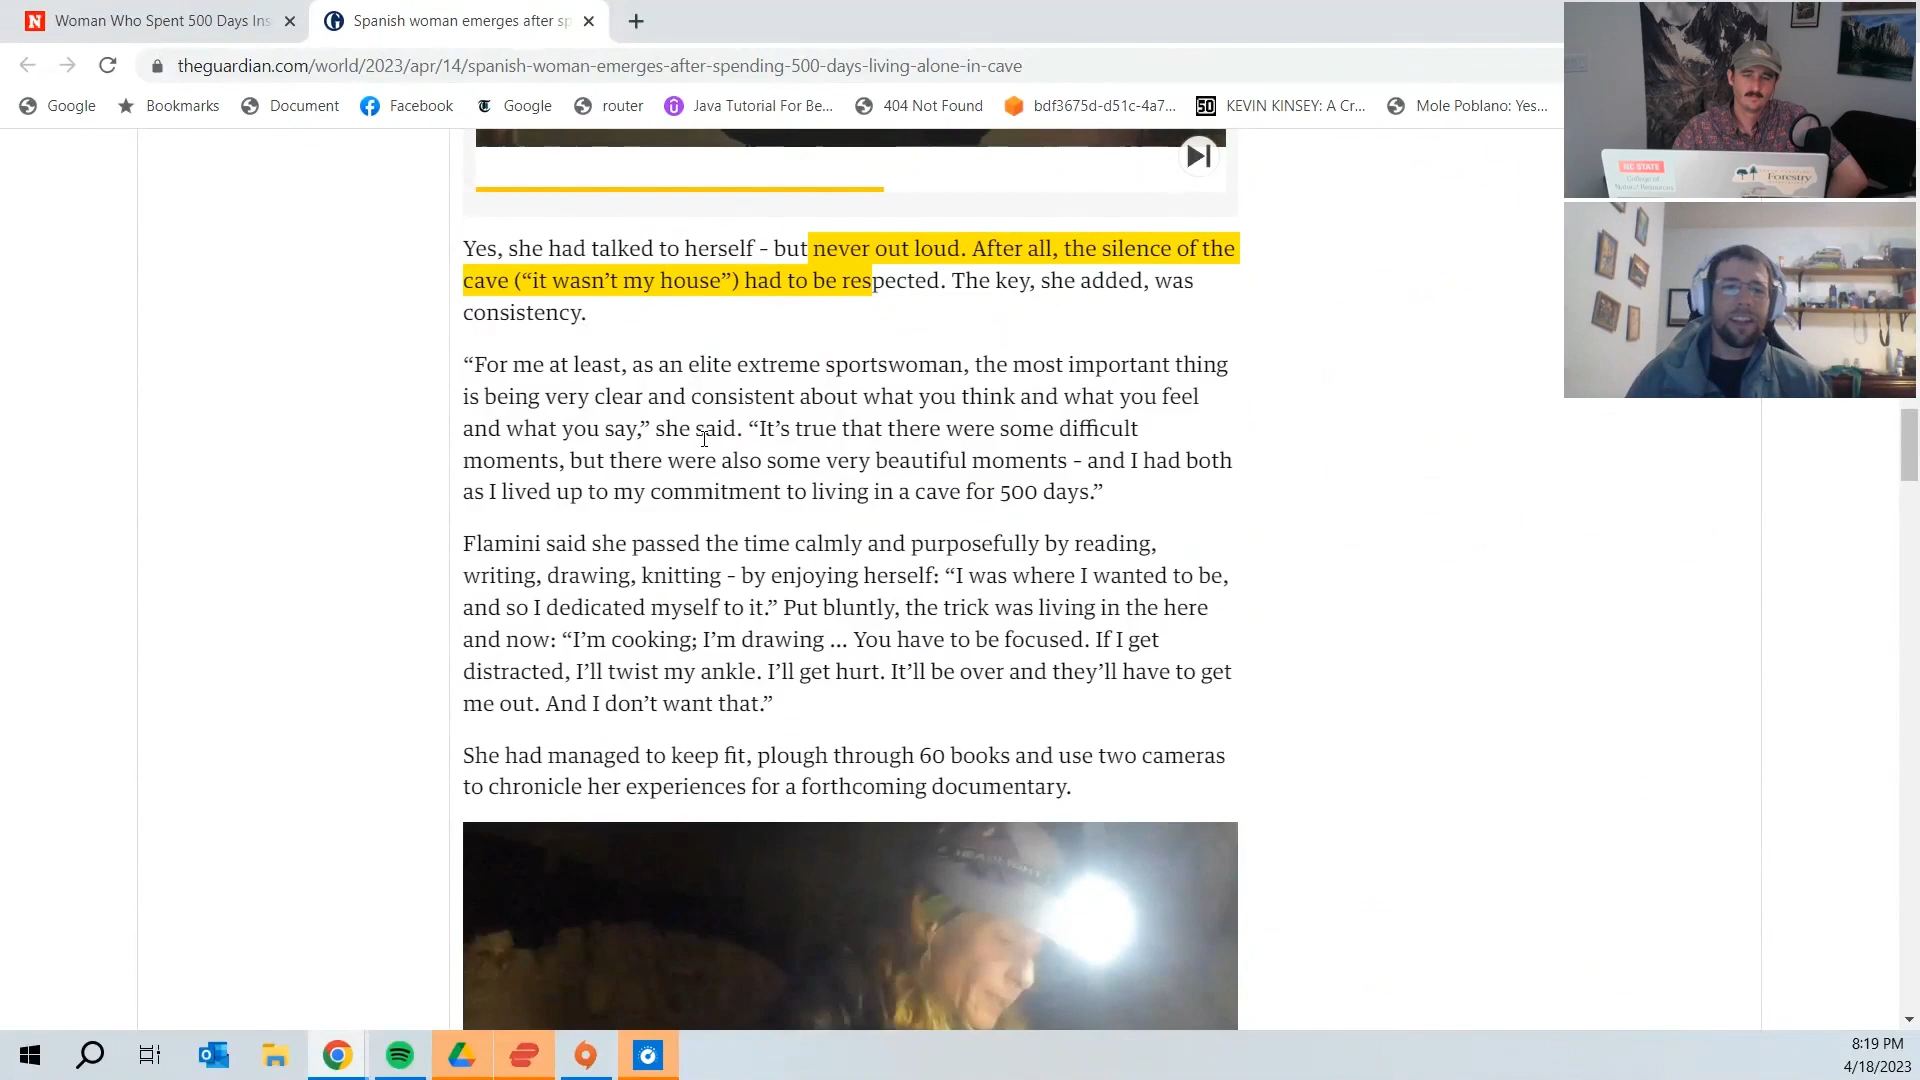 Woman Who Spent 500 Days Ins
Spanish woman emerges after sp
theguardian.com/world/2023/apr/14/spanish-woman-emerges-after-spending-500-days-living-alone-in-cave
Google
Bookmarks
Document
Facebook
Google
router
Java Tutorial For Be...
404 Not Found
bdf3675d-d51c-4a7...
KEVIN KINSEY: A Cr...
Mole Poblano: Yes...
NC STATE
College of
Natural Resources
Forestry
Yes, she had talked to herself – but never out loud. After all, the silence of the
cave (“it wasn’t my house”) had to be respected. The key, she added, was
consistency.
“For me at least, as an elite extreme sportswoman, the most important thing
is being very clear and consistent about what you think and what you feel
and what you say,” she said. “It’s true that there were some difficult
moments, but there were also some very beautiful moments – and I had both
as I lived up to my commitment to living in a cave for 500 days.”
Flamini said she passed the time calmly and purposefully by reading,
writing, drawing, knitting – by enjoying herself: “I was where I wanted to be,
and so I dedicated myself to it.” Put bluntly, the trick was living in the here
and now: “I’m cooking; I’m drawing … You have to be focused. If I get
distracted, I’ll twist my ankle. I’ll get hurt. It’ll be over and they’ll have to get
me out. And I don’t want that.”
She had managed to keep fit, plough through 60 books and use two cameras
to chronicle her experiences for a forthcoming documentary.
8:19 PM
4/18/2023